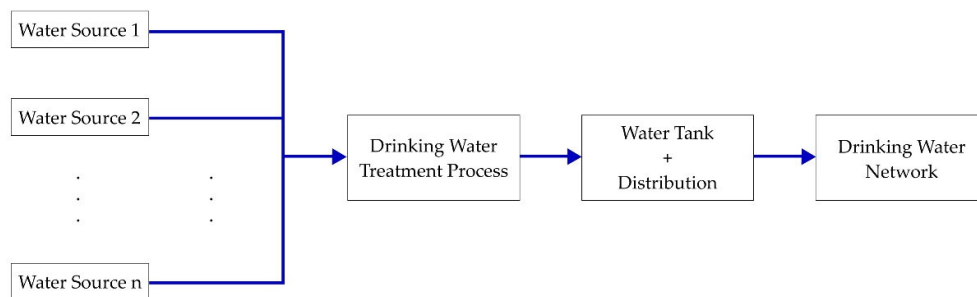 Water Source 1
Water Source 2
Water Source n
Drinking Water
Treatment Process
Water Tank
+
Distribution
Drinking Water
Network